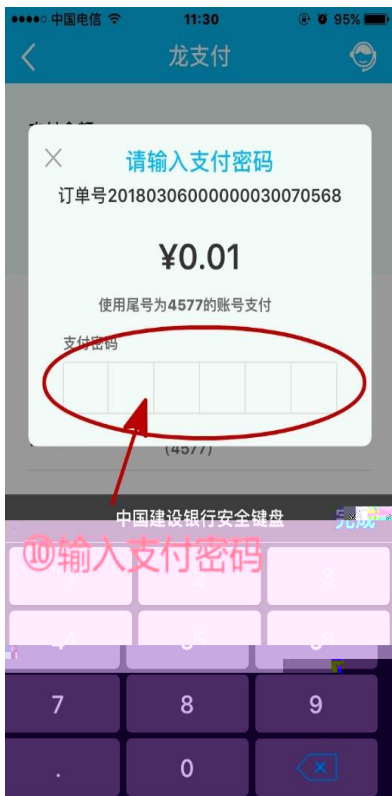 中国电信 11:30 95%
龙支付
请输入支付密码
订单号20180306000000030070568
¥0.01
使用尾号为4577的账号支付
支付密码
(4577)
中国建设银行安全键盘 完成
⑩输入支付密码
2 3
7 8 9
. 0